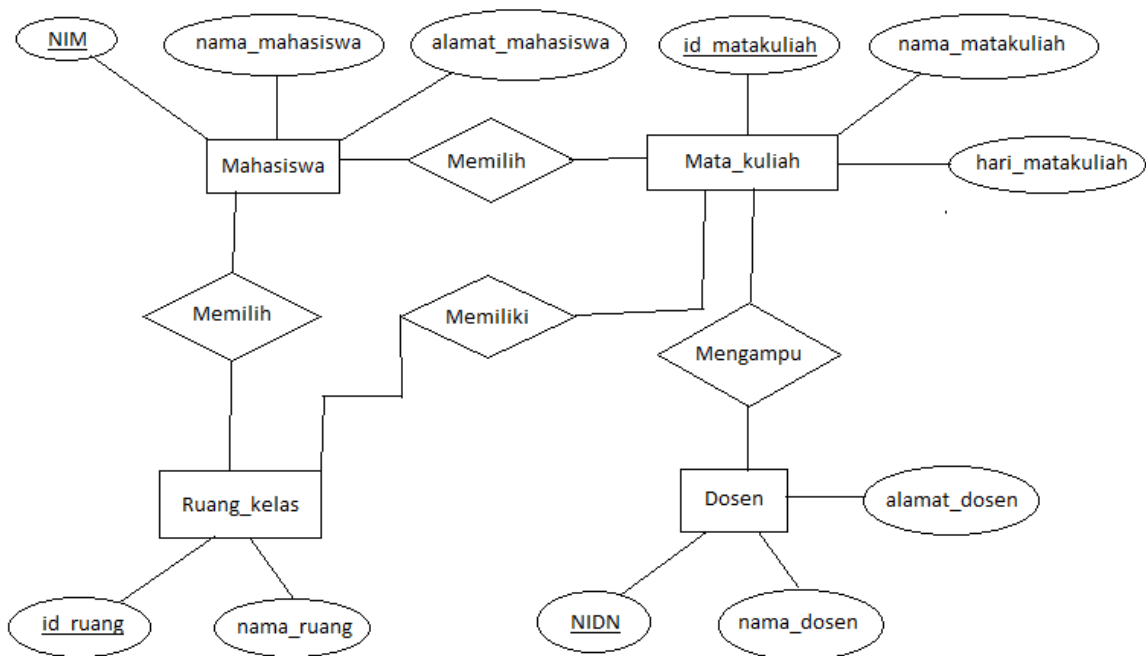 NIM
nama_mahasiswa
alamat_mahasiswa
id_matakuliah
nama_matakuliah
Mahasiswa
Memilih
Mata_kuliah
hari_matakuliah
Memilih
Memiliki
Mengampu
Ruang_kelas
Dosen
alamat_dosen
id_ruang
nama_ruang
NIDN
nama_dosen